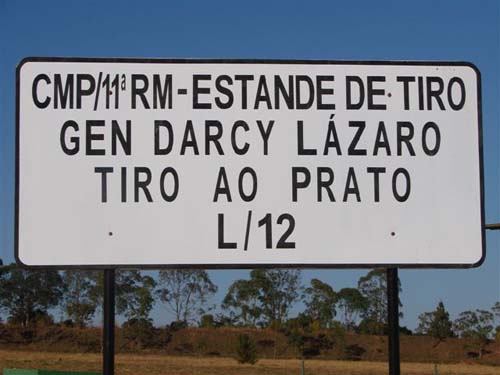 CMP/11ª RM-ESTANDE DE TIRO
GEN DARCY LÁZARO
TIRO AO PRATO
L/12